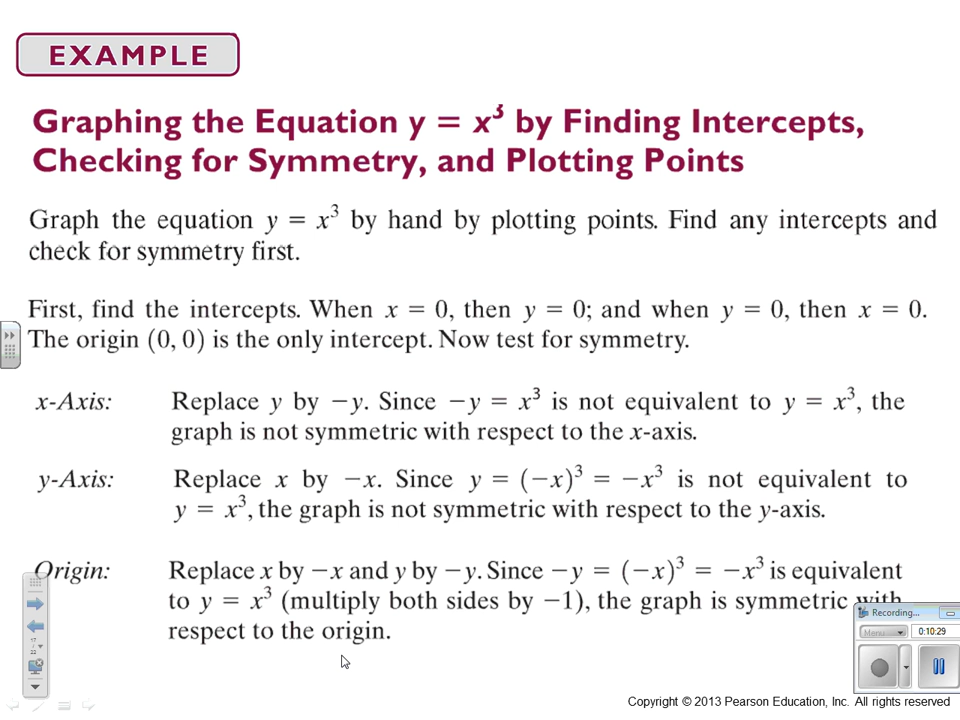 EXAMPLE
Graphing the Equation y = x³ by Finding Intercepts,
Checking for Symmetry, and Plotting Points
Graph the equation y = x³ by hand by plotting points. Find any intercepts and
check for symmetry first.
First, find the intercepts. When x = 0, then y = 0; and when y = 0, then x = 0.
The origin (0, 0) is the only intercept. Now test for symmetry.
x-Axis: Replace y by −y. Since −y = x³ is not equivalent to y = x³, the
graph is not symmetric with respect to the x-axis.
y-Axis: Replace x by −x. Since y = (−x)³ = −x³ is not equivalent to
y = x³, the graph is not symmetric with respect to the y-axis.
Origin: Replace x by −x and y by −y. Since −y = (−x)³ = −x³ is equivalent
to y = x³ (multiply both sides by −1), the graph is symmetric with
respect to the origin.
Recording...
Menu 0:10:29
17
22
Copyright © 2013 Pearson Education, Inc. All rights reserved